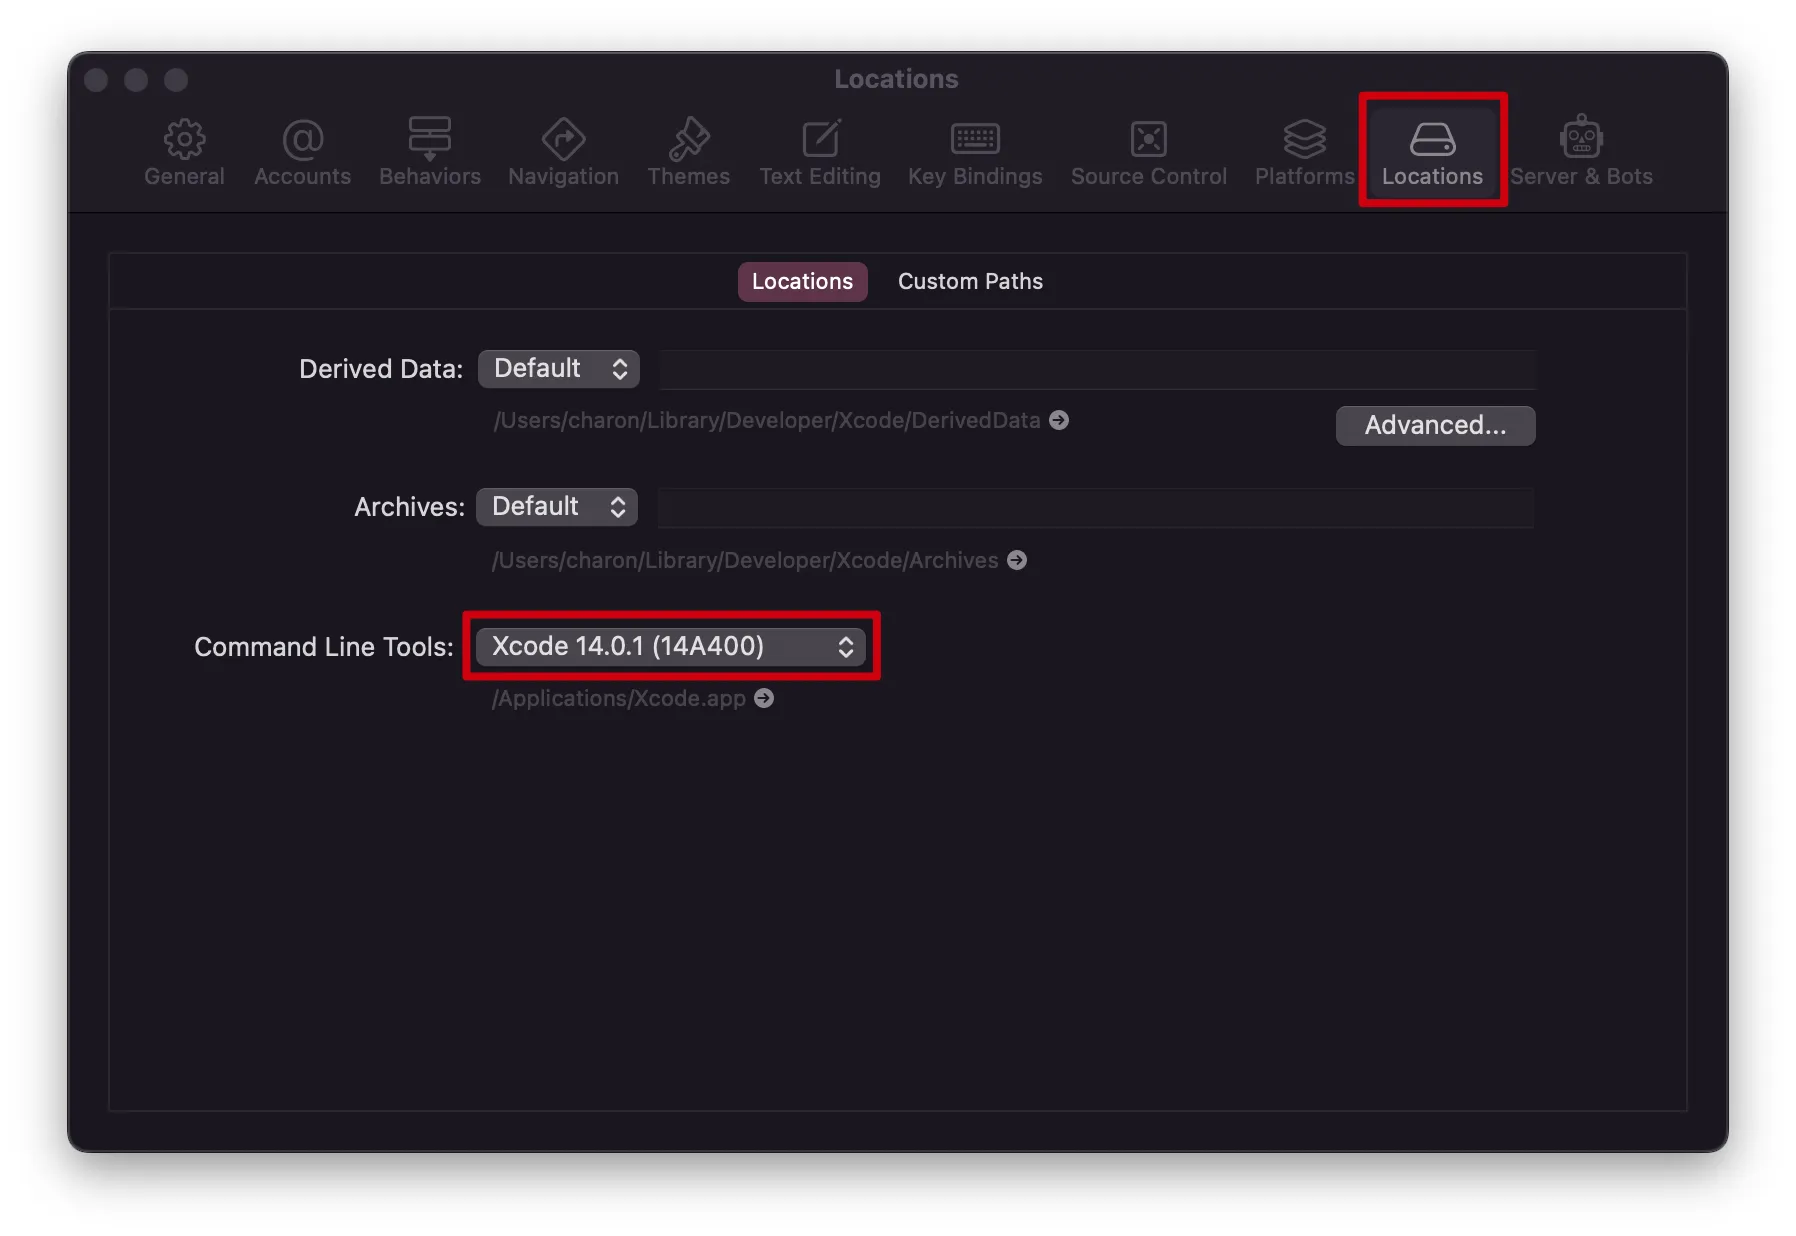 Locations
General Accounts Behaviors Navigation Themes Text Editing Key Bindings Source Control Platforms Locations Server & Bots
Locations Custom Paths
Derived Data: Default
/Users/charon/Library/Developer/Xcode/DerivedData
Advanced...
Archives: Default
/Users/charon/Library/Developer/Xcode/Archives
Command Line Tools: Xcode 14.0.1 (14A400)
/Applications/Xcode.app